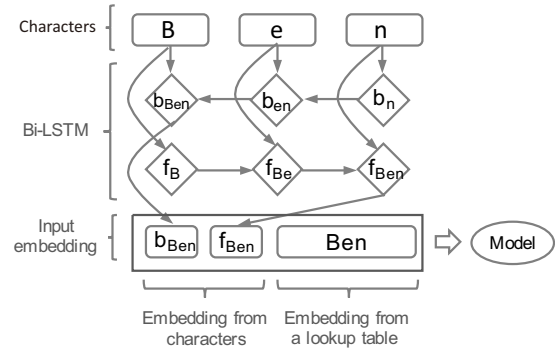 Characters
B e n
Bi-LSTM
bBen ben bn
fB fBe fBen
Input
embedding
bBen fBen Ben
Model
Embedding from
characters
Embedding from
a lookup table